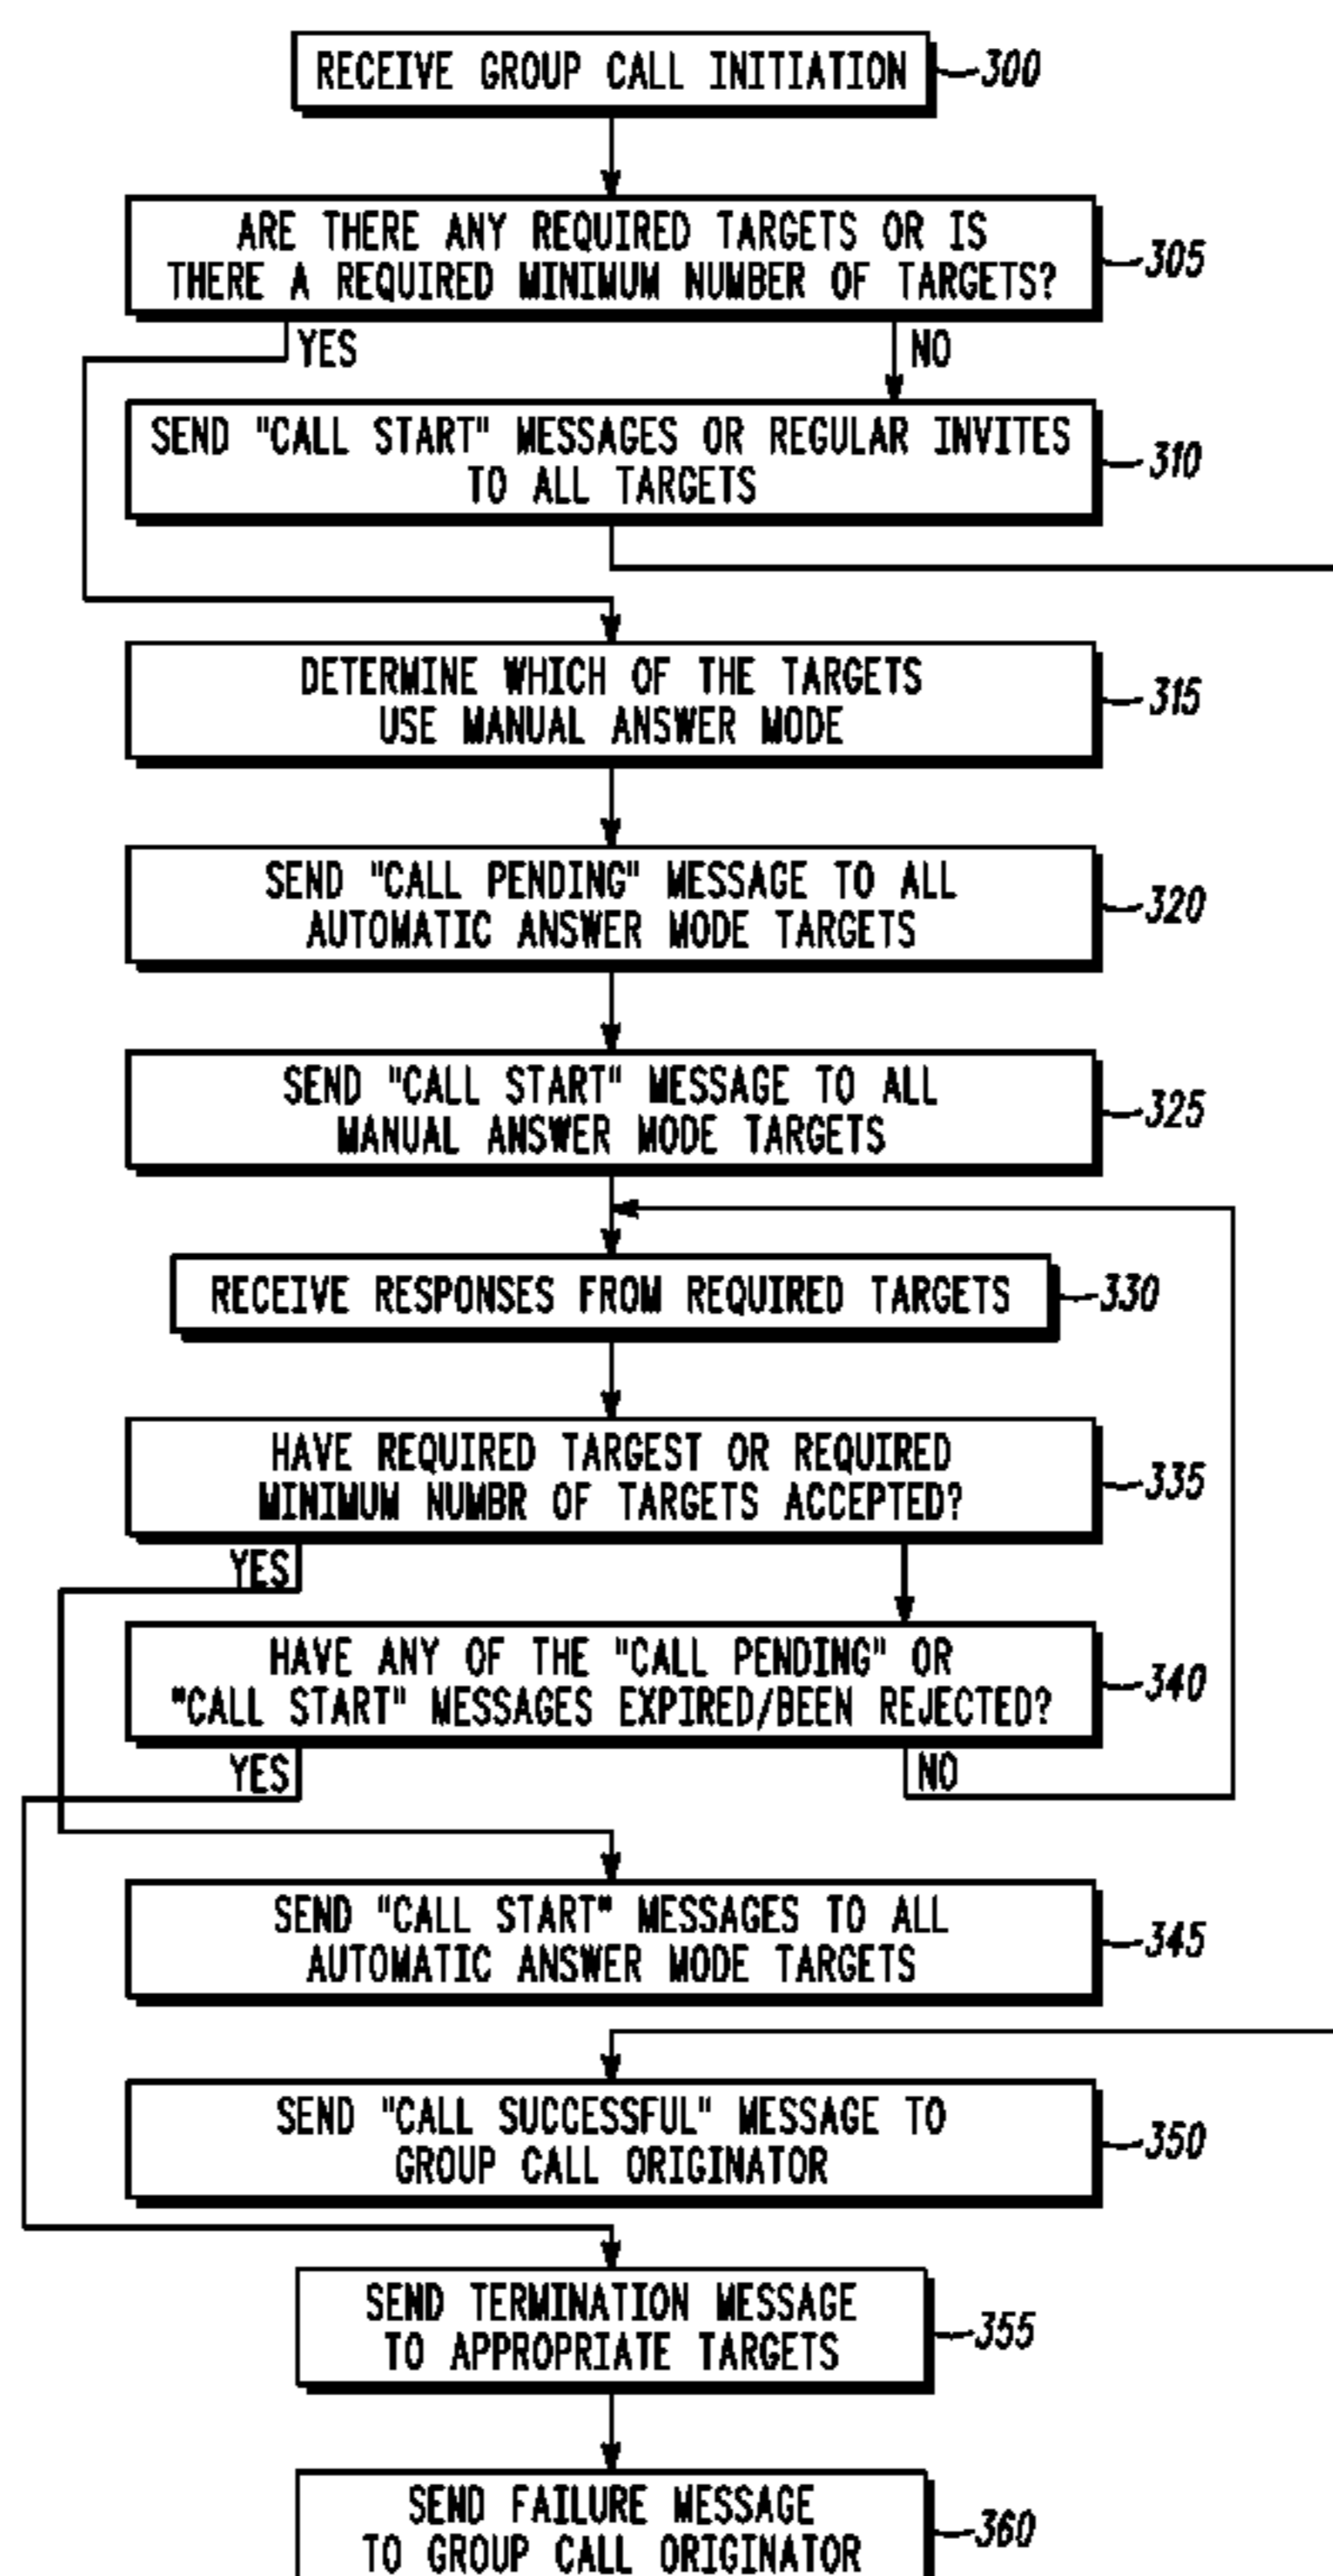 RECEIVE GROUP CALL INITIATION
300
ARE THERE ANY REQUIRED TARGETS OR IS
THERE A REQUIRED MINIMUM NUMBER OF TARGETS?
305
YES
NO
SEND "CALL START" MESSAGES OR REGULAR INVITES
TO ALL TARGETS
310
DETERMINE WHICH OF THE TARGETS
USE MANUAL ANSWER MODE
315
SEND "CALL PENDING" MESSAGE TO ALL
AUTOMATIC ANSWER MODE TARGETS
320
SEND "CALL START" MESSAGE TO ALL
MANUAL ANSWER MODE TARGETS
325
RECEIVE RESPONSES FROM REQUIRED TARGETS
330
HAVE REQUIRED TARGEST OR REQUIRED
MINIMUM NUMBR OF TARGETS ACCEPTED?
335
YES
HAVE ANY OF THE "CALL PENDING" OR
"CALL START" MESSAGES EXPIRED/BEEN REJECTED?
340
YES
NO
SEND "CALL START" MESSAGES TO ALL
AUTOMATIC ANSWER MODE TARGETS
345
SEND "CALL SUCCESSFUL" MESSAGE TO
GROUP CALL ORIGINATOR
350
SEND TERMINATION MESSAGE
TO APPROPRIATE TARGETS
355
SEND FAILURE MESSAGE
TO GROUP CALL ORIGINATOR
360